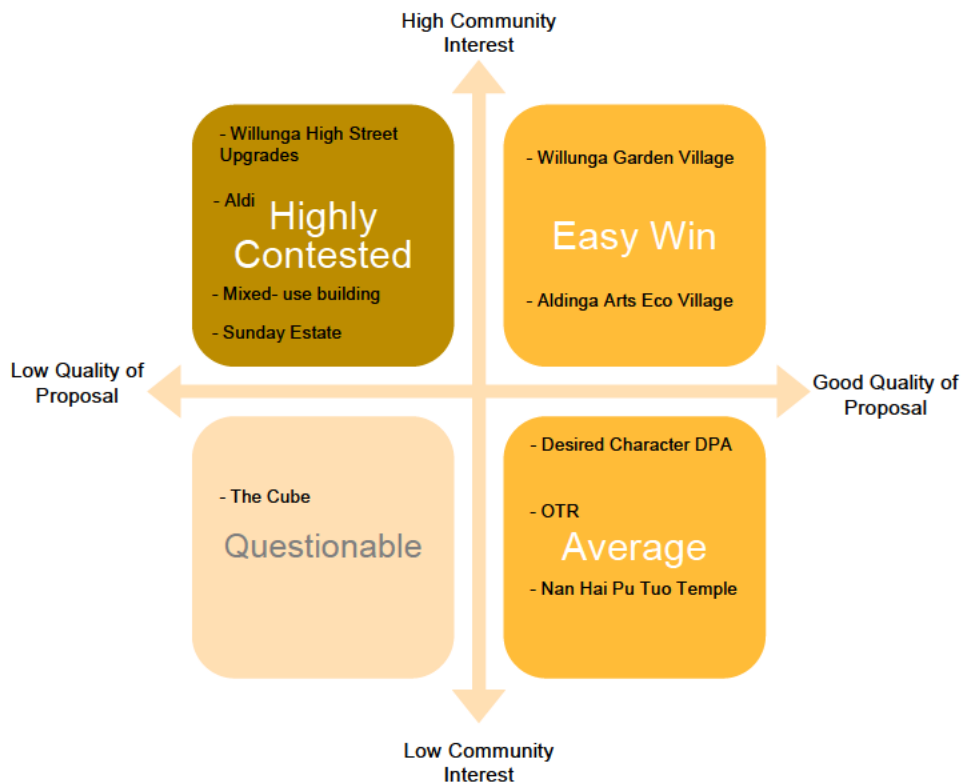 High Community
Interest
- Willunga High Street
Upgrades
- Aldi
Highly
Contested
- Mixed- use building
- Sunday Estate
- Willunga Garden Village
Easy Win
- Aldinga Arts Eco Village
Low Quality of
Proposal
Good Quality of
Proposal
- The Cube
Questionable
- Desired Character DPA
- OTR
Average
- Nan Hai Pu Tuo Temple
Low Community
Interest